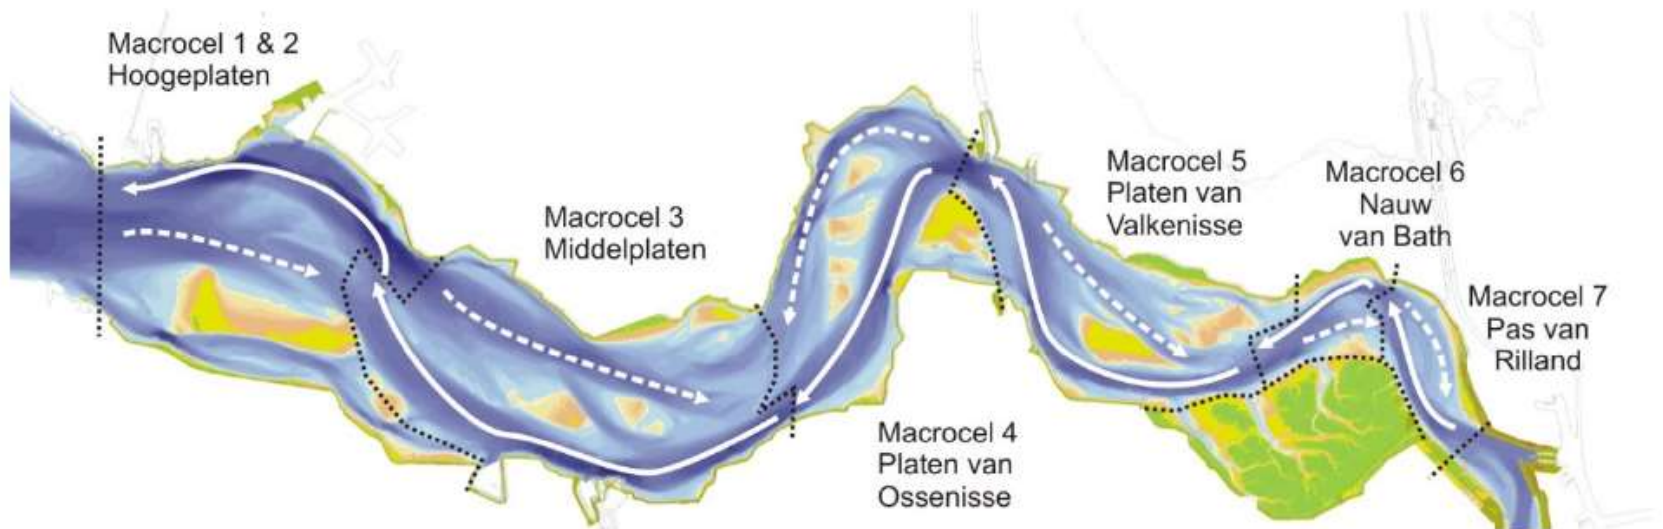 Macrocel 1 & 2
Hoogeplaten
Macrocel 3
Middelplaten
Macrocel 4
Platen van
Ossenisse
Macrocel 5
Platen van
Valkenisse
Macrocel 6
Nauw
van Bath
Macrocel 7
Pas van
Rilland